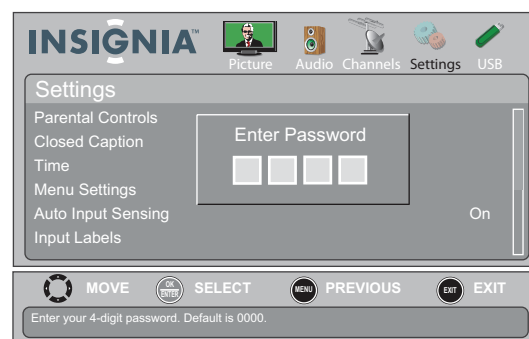 INSIGNIA™
Picture Audio Channels Settings USB
Settings
Parental Controls
Closed Caption
Time
Menu Settings
Auto Input Sensing On
Input Labels
Enter Password
MOVE OK ENTER SELECT MENU PREVIOUS EXIT EXIT
Enter your 4-digit password. Default is 0000.